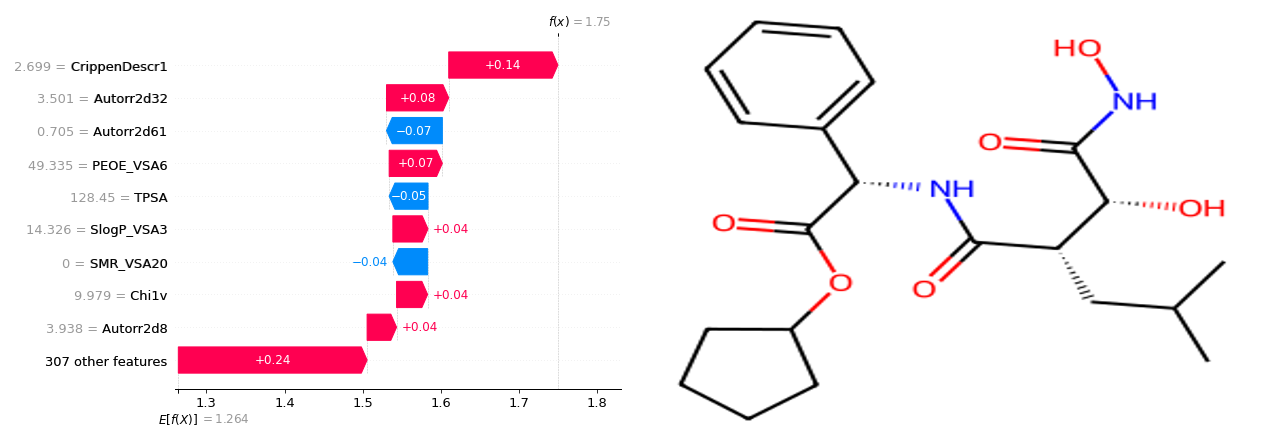 f(x) = 1.75
2.699 = CrippenDescr1 +0.14
3.501 = Autorr2d32 +0.08
0.705 = Autorr2d61 −0.07
49.335 = PEOE_VSA6 +0.07
128.45 = TPSA −0.05
14.326 = SlogP_VSA3 +0.04
0 = SMR_VSA20 −0.04
9.979 = Chi1v +0.04
3.938 = Autorr2d8 +0.04
307 other features +0.24
1.3 1.4 1.5 1.6 1.7 1.8
E[f(X)] = 1.264
HO
NH
O
NH
OH
O
O
O